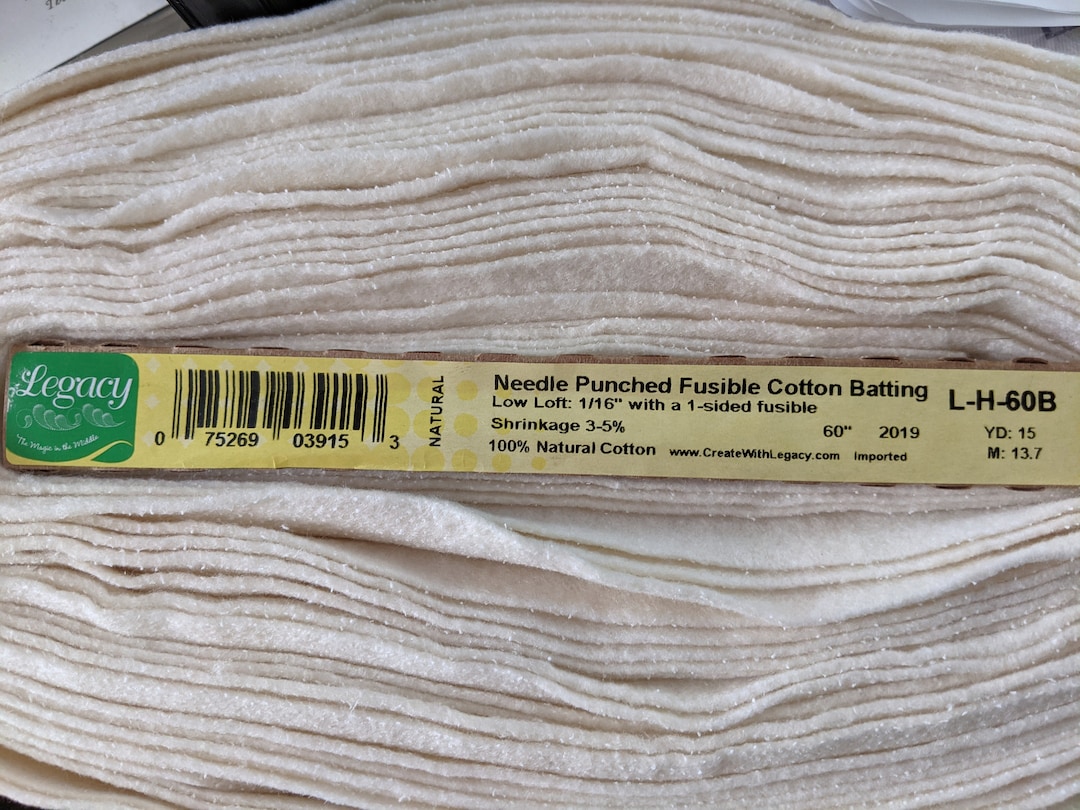 Legacy
The Magic in the Middle
0 75269 03915 3
NATURAL
Needle Punched Fusible Cotton Batting
Low Loft: 1/16" with a 1-sided fusible
Shrinkage 3-5%
100% Natural Cotton
www.CreateWithLegacy.com
60" 2019
Imported
L-H-60B
YD: 15
M: 13.7